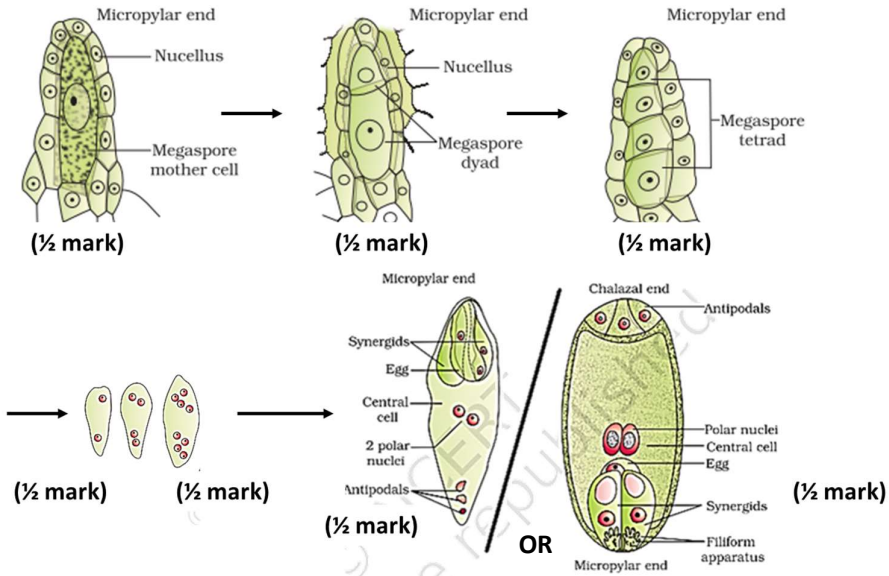 Micropylar end
Nucellus
Megaspore
mother cell
(½ mark)
Micropylar end
Nucellus
Megaspore
dyad
(½ mark)
Micropylar end
Megaspore
tetrad
(½ mark)
(½ mark)
(½ mark)
Micropylar end
Synergids
Egg
Central
cell
2 polar
nuclei
Antipodals
(½ mark)
OR
Chalazal end
Antipodals
Polar nuclei
Central cell
Egg
Synergids
Filiform
apparatus
Micropylar end
(½ mark)
© NCERT
be republished